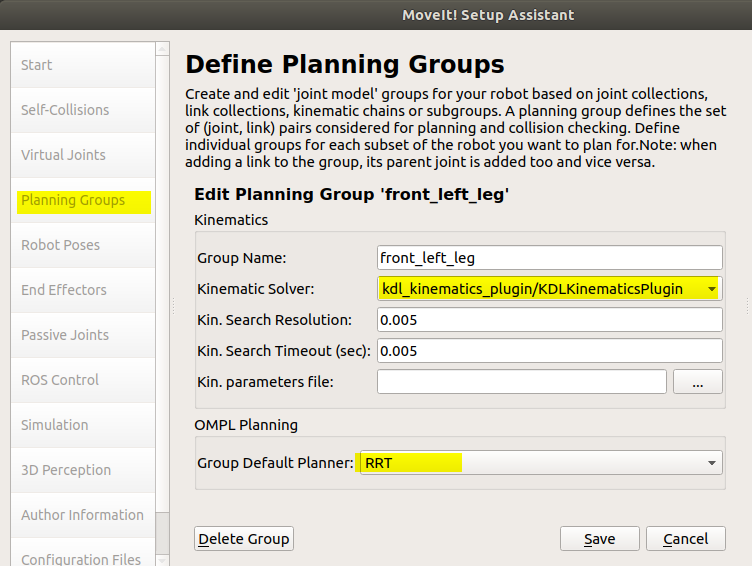 MoveIt! Setup Assistant
Start
Self-Collisions
Virtual Joints
Planning Groups
Robot Poses
End Effectors
Passive Joints
ROS Control
Simulation
3D Perception
Author Information
Configuration Files
Define Planning Groups
Create and edit 'joint model' groups for your robot based on joint collections,
link collections, kinematic chains or subgroups. A planning group defines the set
of (joint, link) pairs considered for planning and collision checking. Define
individual groups for each subset of the robot you want to plan for.Note: when
adding a link to the group, its parent joint is added too and vice versa.
Edit Planning Group 'front_left_leg'
Kinematics
Group Name: front_left_leg
Kinematic Solver: kdl_kinematics_plugin/KDLKinematicsPlugin
Kin. Search Resolution: 0.005
Kin. Search Timeout (sec): 0.005
Kin. parameters file: ...
OMPL Planning
Group Default Planner: RRT
Delete Group Save Cancel